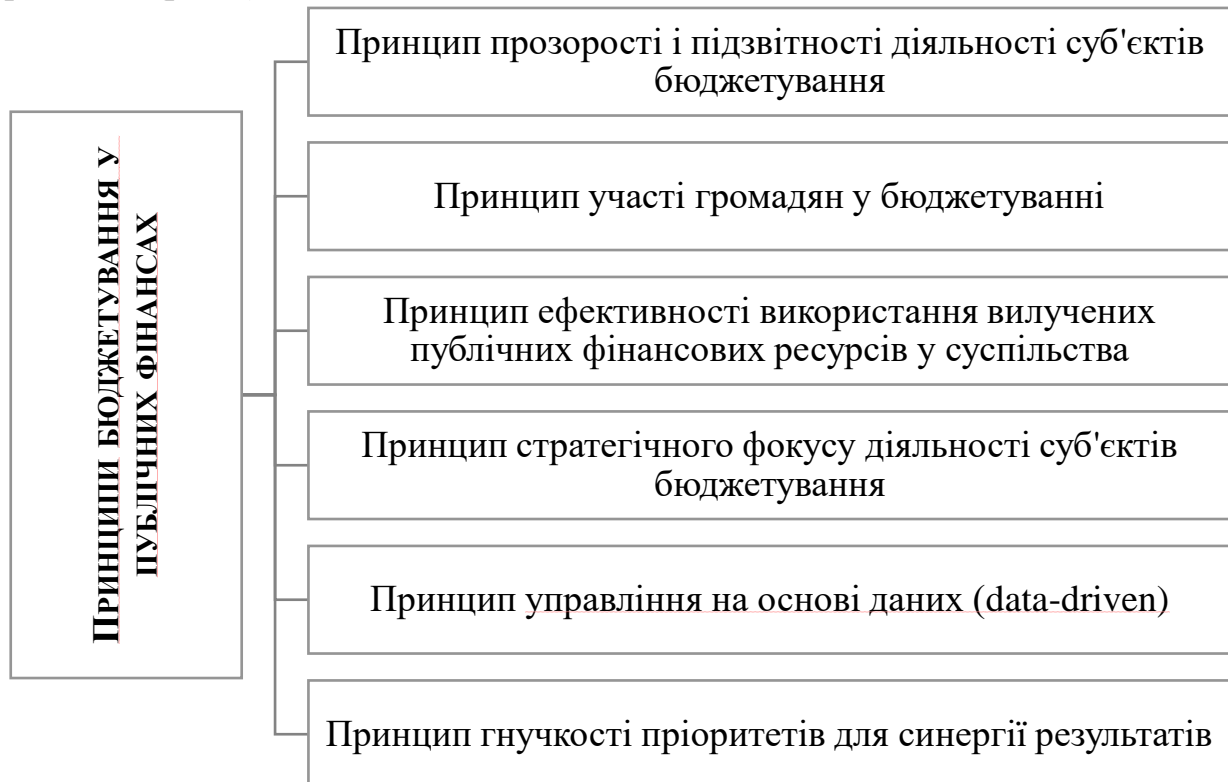 Принципи бюджетування у
публічних фінансах
Принцип прозорості і підзвітності діяльності суб'єктів
бюджетування
Принцип участі громадян у бюджетуванні
Принцип ефективності використання вилучених
публічних фінансових ресурсів у суспільства
Принцип стратегічного фокусу діяльності суб'єктів
бюджетування
Принцип управління на основі даних (data-driven)
Принцип гнучкості пріоритетів для синергії результатів